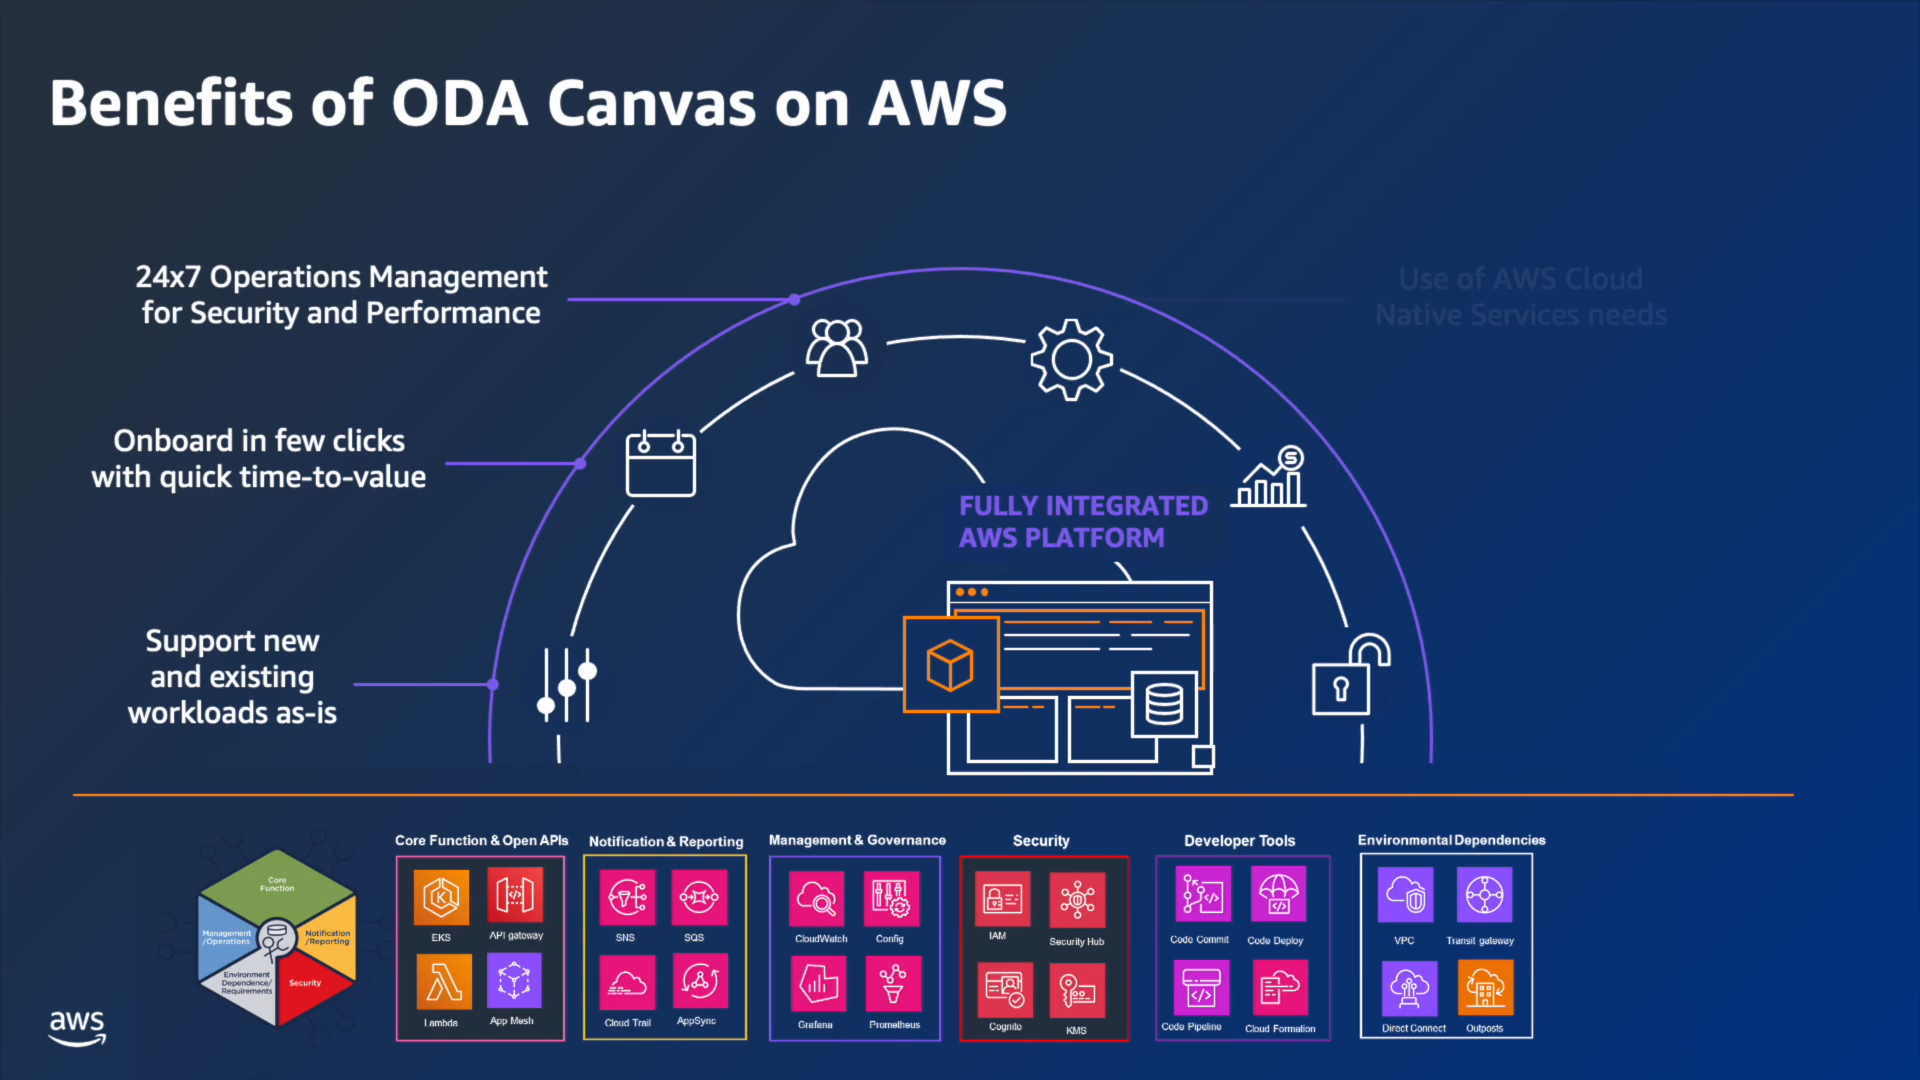 Benefits of ODA Canvas on AWS
24x7 Operations Management
for Security and Performance
Use of AWS Cloud
Native Services needs
Onboard in few clicks
with quick time-to-value
FULLY INTEGRATED
AWS PLATFORM
Support new
and existing
workloads as-is
S
Core
Function
Management
/Operations
Notification
/Reporting
Environment
Dependence/
Requirements
Security
aws
Core Function & Open APIs
EKS
API gateway
Lambda
App Mesh
Notification & Reporting
SNS
SQS
Cloud Trail
AppSync
Management & Governance
CloudWatch
Config
Grafana
Prometheus
Security
IAM
Security Hub
Cognito
KMS
Developer Tools
Code Commit
Code Deploy
Code Pipeline
Cloud Formation
Environmental Dependencies
VPC
Transit gateway
Direct Connect
Outposts